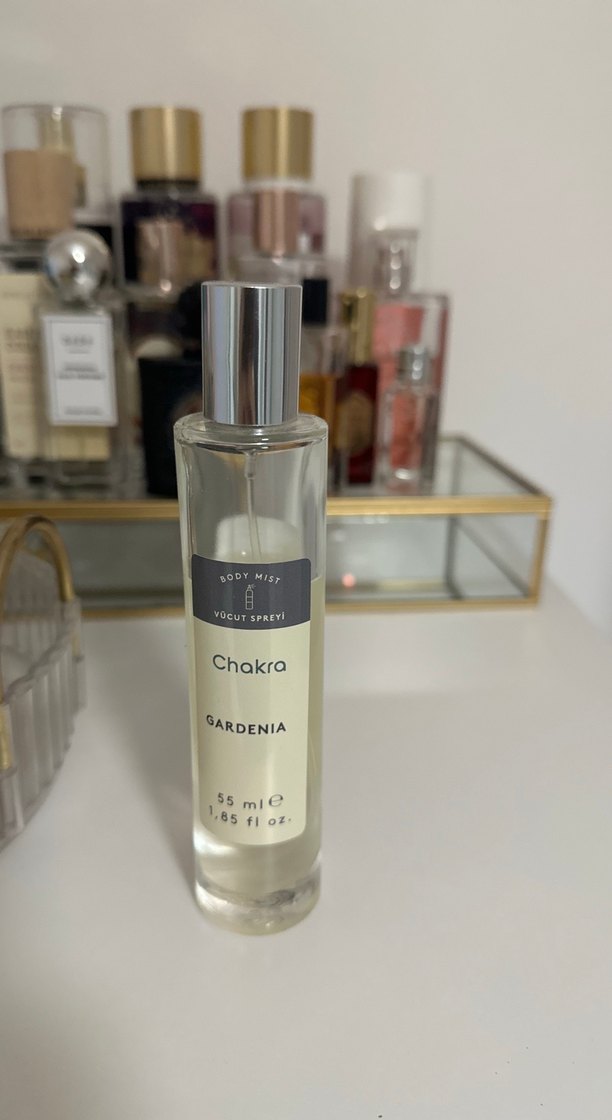 BODY MIST
VÜCUT SPREYİ
Chakra
GARDENIA
55 ml ℮
1,85 fl oz.